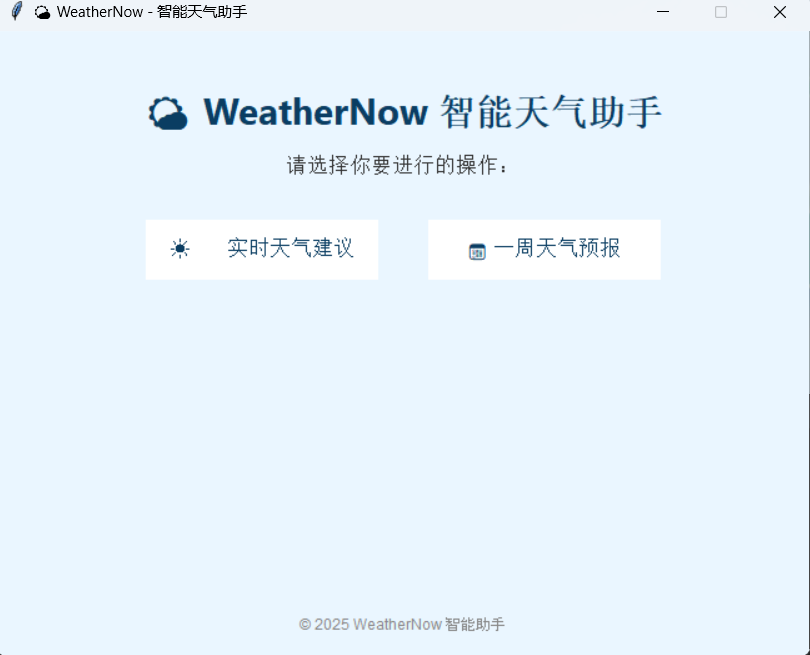 WeatherNow - 智能天气助手
WeatherNow 智能天气助手
请选择你要进行的操作：
实时天气建议
一周天气预报
© 2025 WeatherNow 智能助手